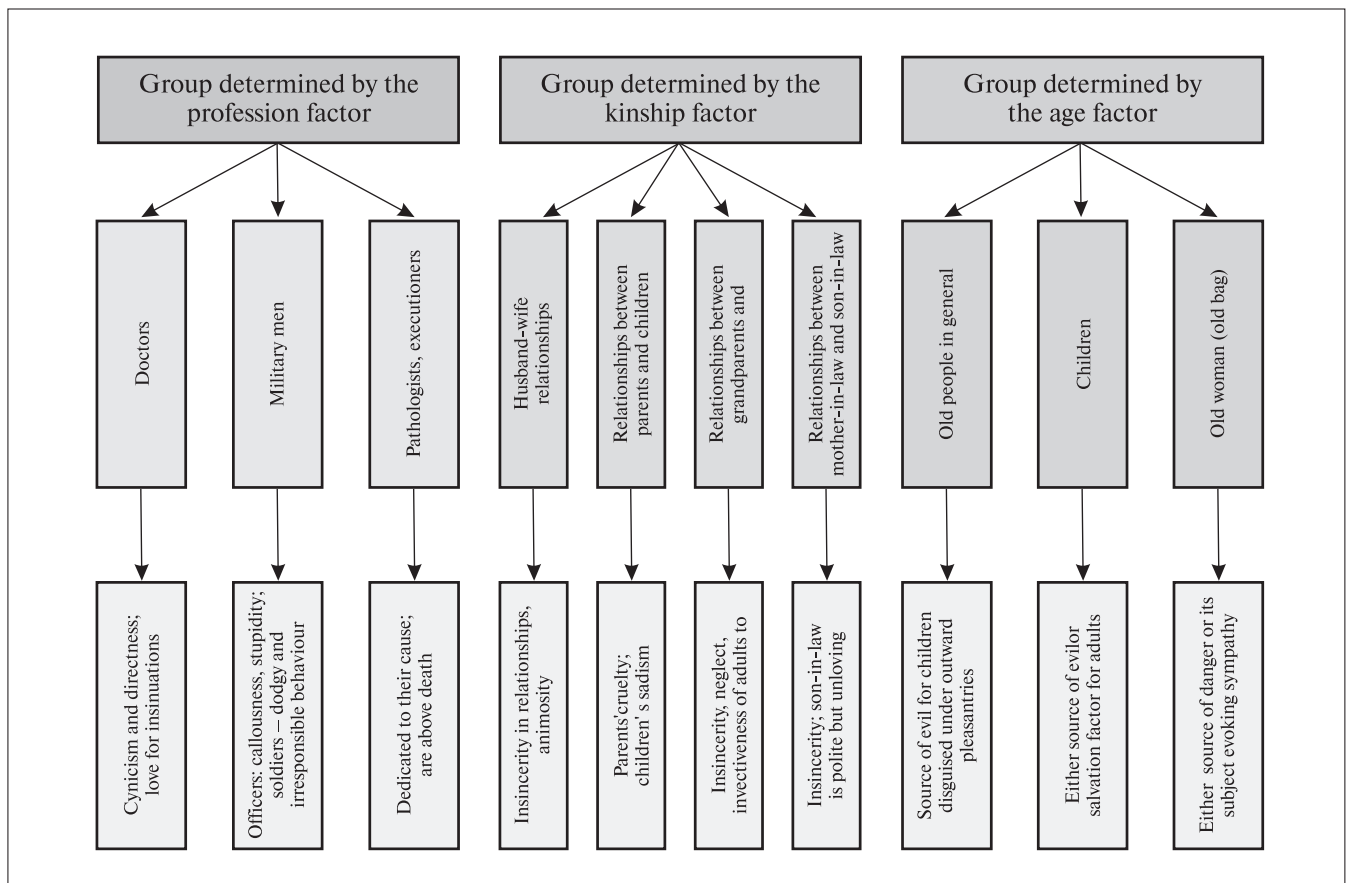 Group determined by the
profession factor
Group determined by the
kinship factor
Group determined by
the age factor
Doctors
Military men
Pathologists, executioners
Husband-wife
relationships
Relationships between
parents and children
Relationships between
grandparents and
Relationships between
mother-in-law and son-in-law
Old people in general
Children
Old woman (old bag)
Cynicism and directness;
love for insinuations
Officers: callousness, stupidity;
soldiers – dodgy and
irresponsible behaviour
Dedicated to their cause;
are above death
Insincerity in relationships,
animosity
Parents'cruelty;
children' s sadism
Insincerity, neglect,
invectiveness of adults to
Insincerity; son-in-law
is polite but unloving
Source of evil for children
disguised under outward
pleasantries
Either source of evilor
salvation factor for adults
Either source of danger or its
subject evoking sympathy